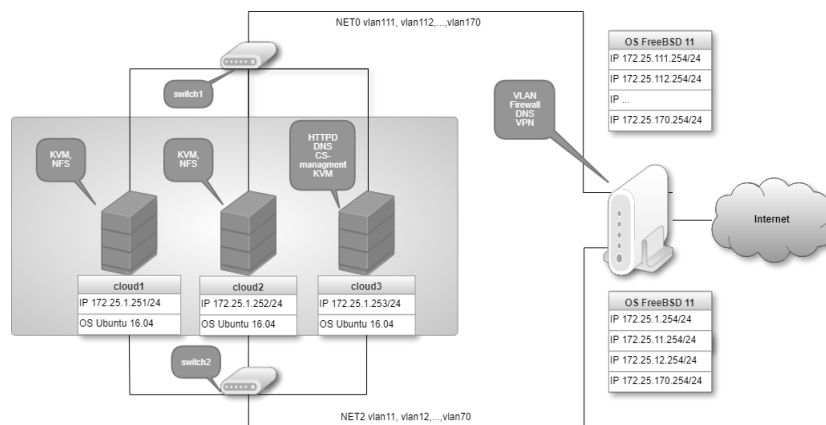 NET0 vlan111, vlan112,...,vlan170
switch1
OS FreeBSD 11
IP 172.25.111.254/24
IP 172.25.112.254/24
IP ...
IP 172.25.170.254/24
VLAN
Firewall
DNS
VPN
KVM,
NFS
KVM,
NFS
HTTPD
DNS
CS-
managment
KVM
Internet
cloud1
IP 172.25.1.251/24
OS Ubuntu 16.04
cloud2
IP 172.25.1.252/24
OS Ubuntu 16.04
cloud3
IP 172.25.1.253/24
OS Ubuntu 16.04
OS FreeBSD 11
IP 172.25.1.254/24
IP 172.25.11.254/24
IP 172.25.12.254/24
IP 172.25.170.254/24
switch2
NET2 vlan11, vlan12,...,vlan70